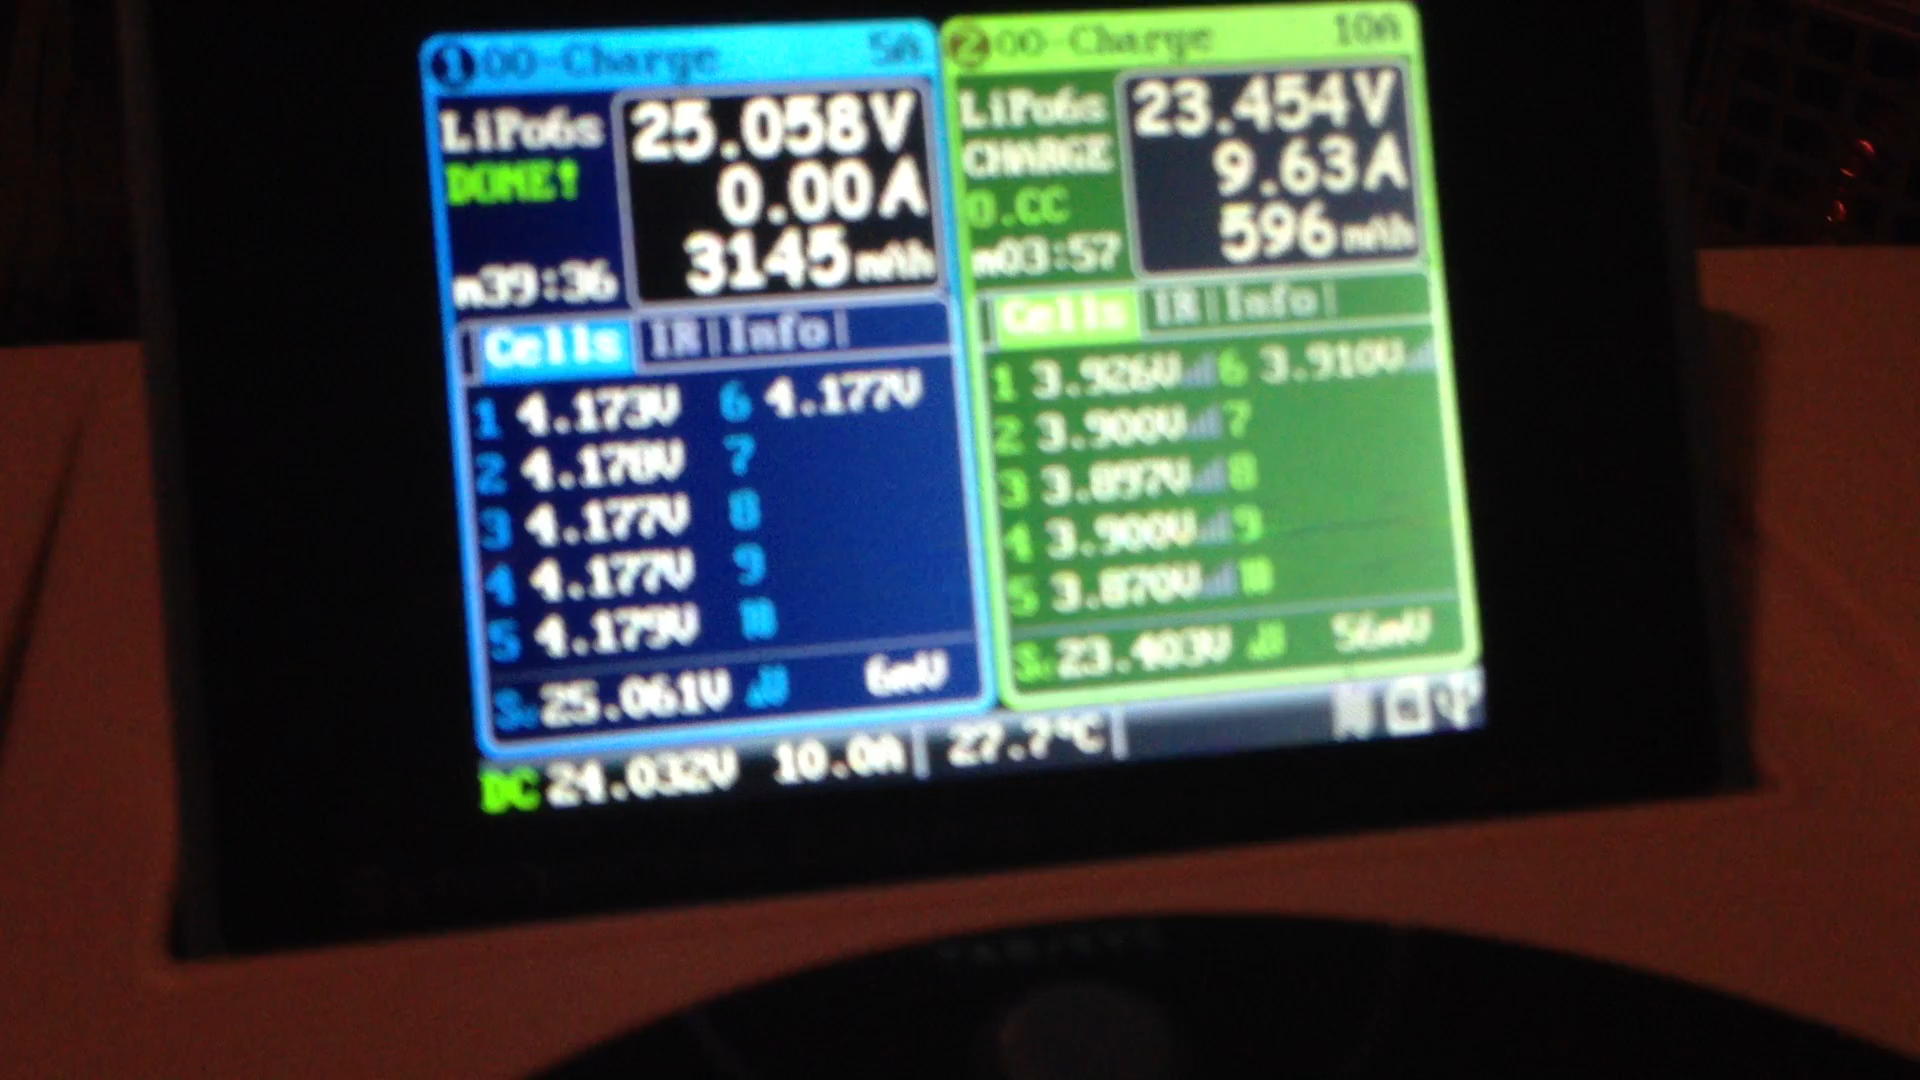 1 00-Charge 5A
LiPo6s
DONE!
m39:36
25.058V
0.00A
3145mAh
Cells IR Info
1 4.173V 6 4.177V
2 4.178V 7
3 4.177V 8
4 4.177V 9
5 4.179V 10
25.061V 6mV
2 00-Charge 10A
LiPo6s
CHARGE
0.CC
m03:57
23.454V
9.63A
596mAh
Cells IR Info
1 3.926V 6 3.910V
2 3.900V 7
3 3.897V 8
4 3.900V 9
5 3.870V 10
23.403V 56mV
DC 24.032V 10.0A 27.7°C